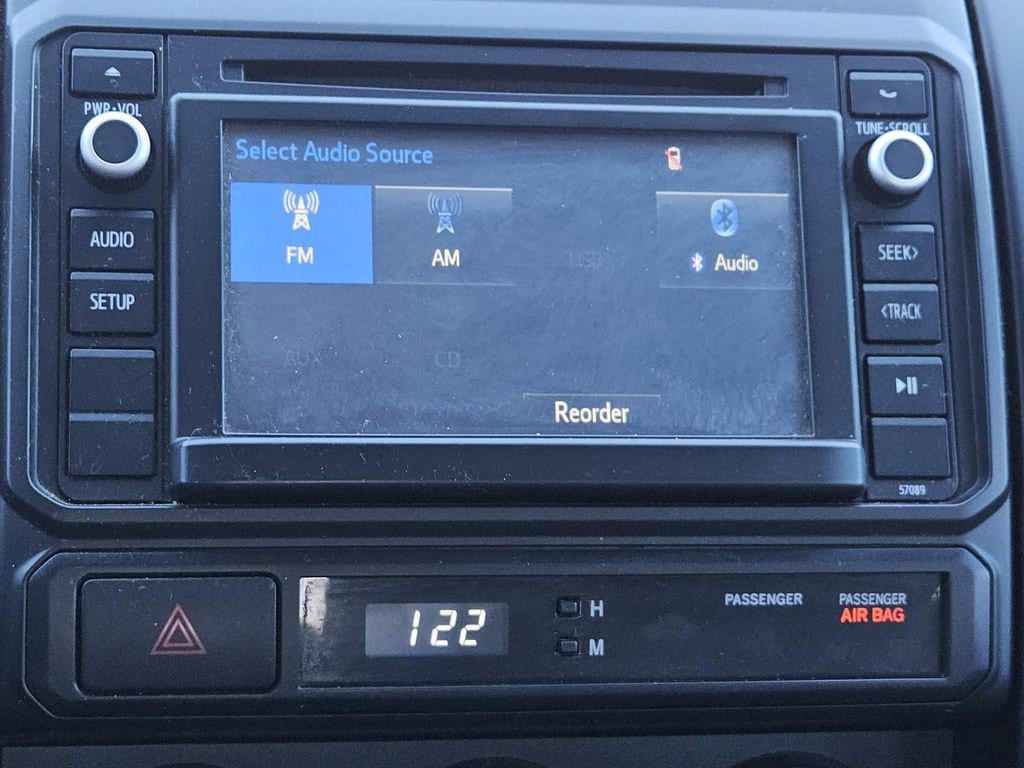 PWR·VOL
TUNE·SCROLL
Select Audio Source
FM
AM
USB
Audio
AUDIO
SEEK>
SETUP
<TRACK
AUX
CD
Reorder
57089
122
H
M
PASSENGER
PASSENGER
AIR BAG